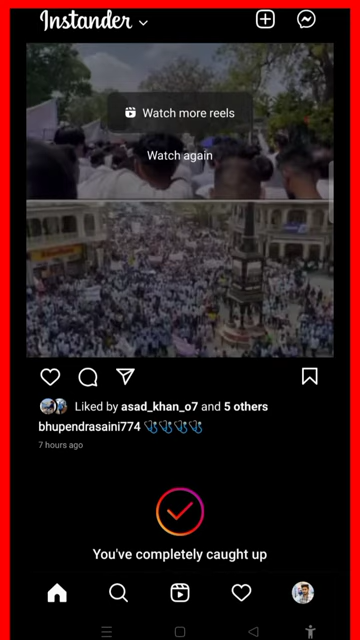 Instander
Watch more reels
Watch again
Liked by asad_khan_o7 and 5 others
bhupendrasaini774 🩺🩺🩺🩺
7 hours ago
You've completely caught up